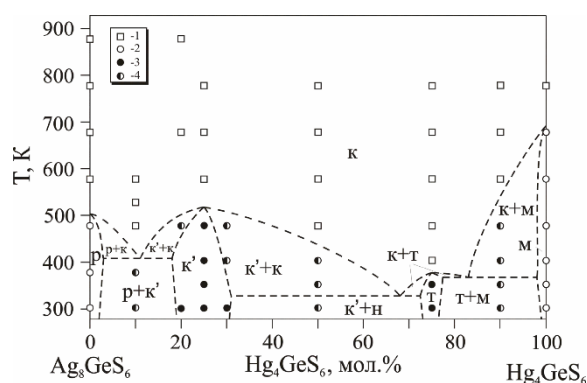 900
800
700
600
500
400
300
T, K
-1
-2
-3
-4
к
р
р+к
к'+к
к'
к'+к
к+т
к+м
м
р+к'
к'+н
т
т+м
0 20 40 60 80 100
Ag₈GeS₆ Hg₄GeS₆, мол.% Hg₄GeS₆